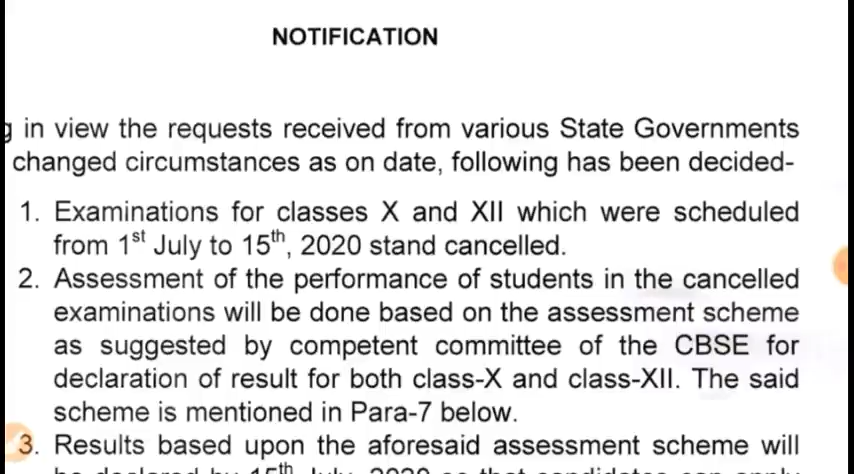 NOTIFICATION
in view the requests received from various State Governments
changed circumstances as on date, following has been decided-
1. Examinations for classes X and XII which were scheduled
from 1st July to 15th, 2020 stand cancelled.
2. Assessment of the performance of students in the cancelled
examinations will be done based on the assessment scheme
as suggested by competent committee of the CBSE for
declaration of result for both class-X and class-XII. The said
scheme is mentioned in Para-7 below.
3. Results based upon the aforesaid assessment scheme will